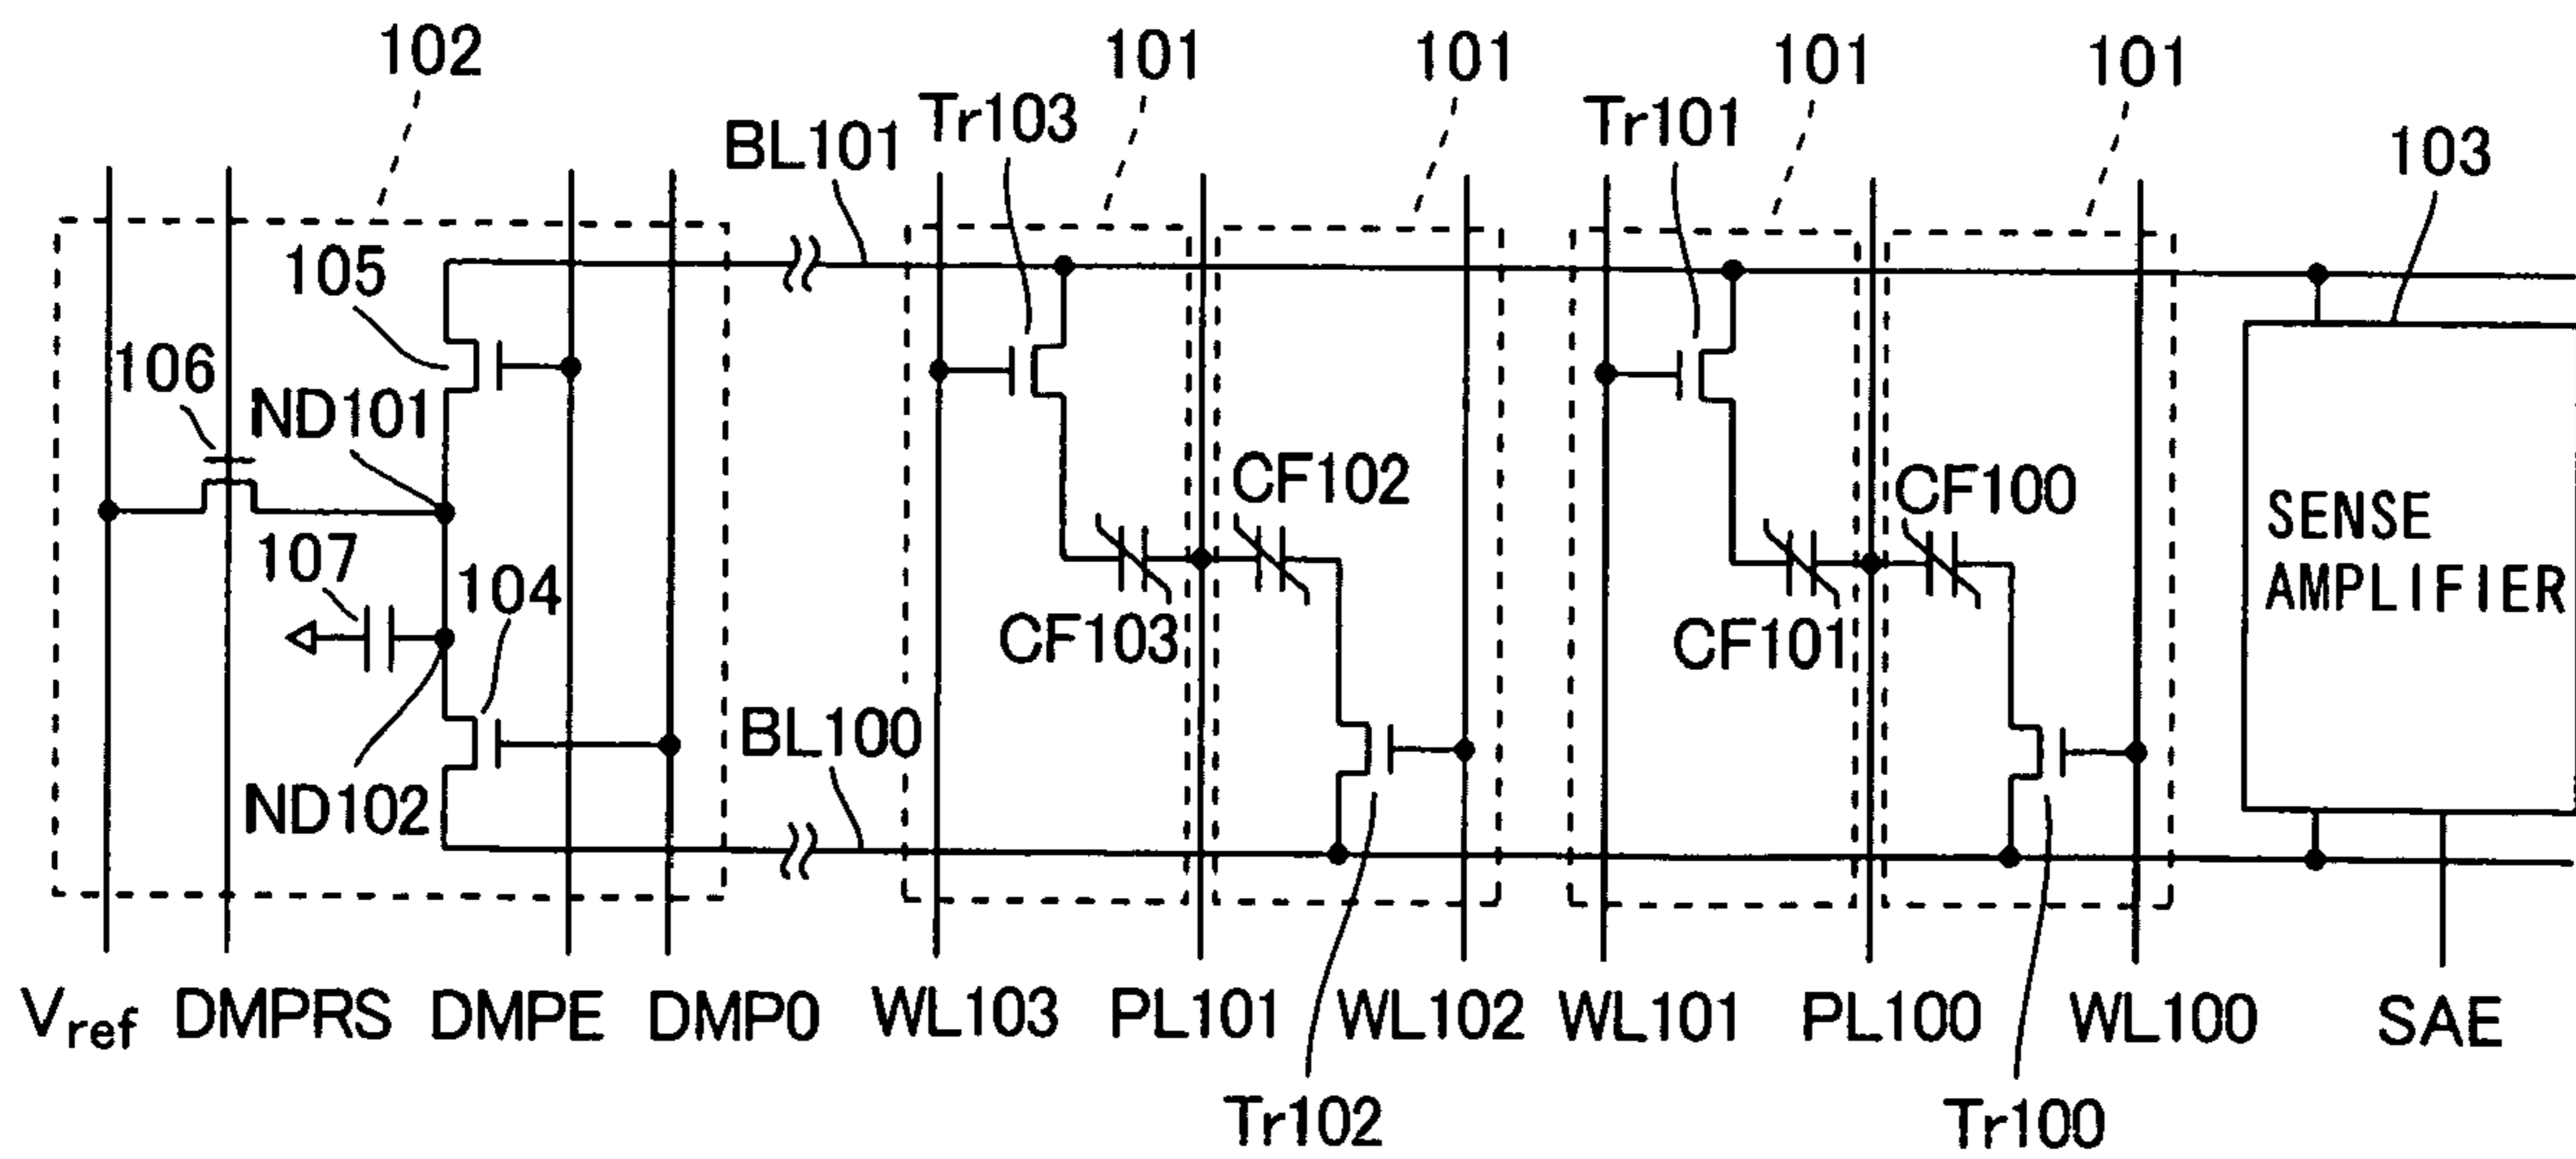 102
101
101
101
101
BL101
Tr103
Tr101
103
105
106
ND101
CF102
CF100
107
104
CF103
CF101
SENSE
AMPLIFIER
BL100
ND102
Vref
DMPRS
DMPE
DMP0
WL103
PL101
WL102
WL101
PL100
WL100
SAE
Tr102
Tr100